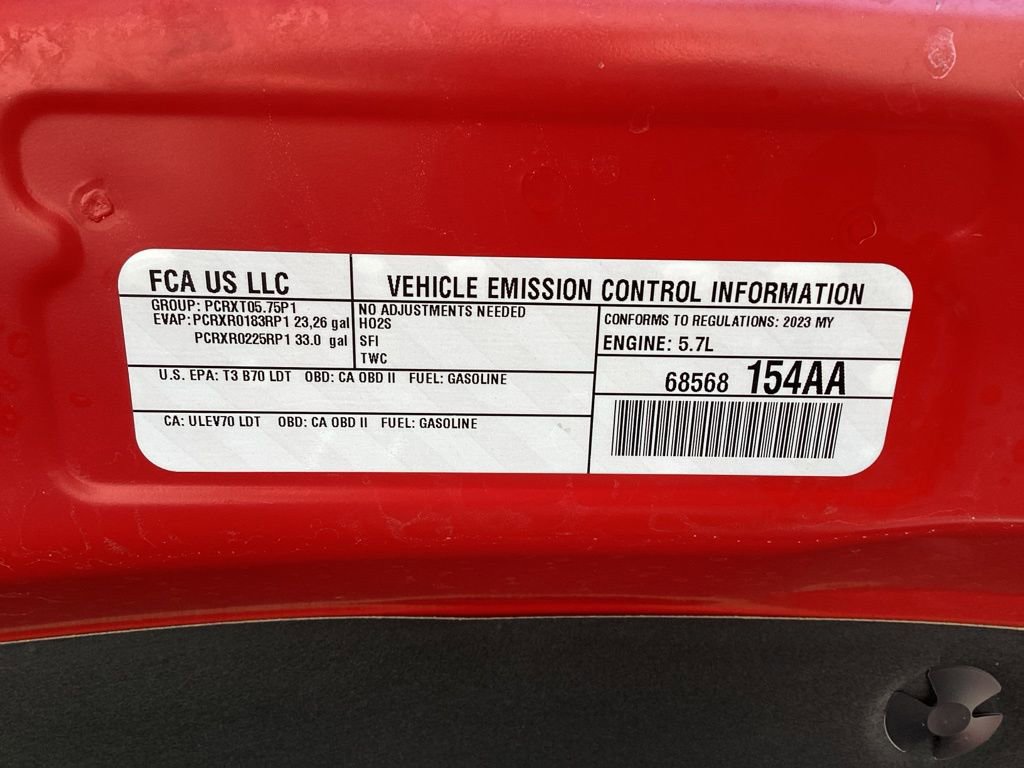 FCA US LLC
VEHICLE EMISSION CONTROL INFORMATION
GROUP: PCRXT05.75P1
EVAP: PCRXR0183RP1 23,26 gal
PCRXR0225RP1 33.0 gal
NO ADJUSTMENTS NEEDED
HO2S
SFI
TWC
CONFORMS TO REGULATIONS: 2023 MY
ENGINE: 5.7L
U.S. EPA: T3 B70 LDT OBD: CA OBD II FUEL: GASOLINE
68568 154AA
CA: ULEV70 LDT OBD: CA OBD II FUEL: GASOLINE